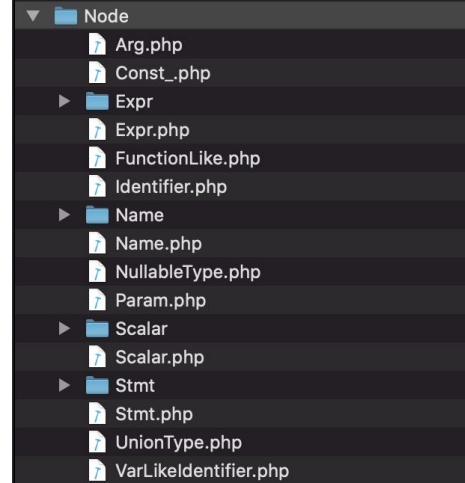 Node
Arg.php
Const_.php
Expr
Expr.php
FunctionLike.php
Identifier.php
Name
Name.php
NullableType.php
Param.php
Scalar
Scalar.php
Stmt
Stmt.php
UnionType.php
VarLikeIdentifier.php